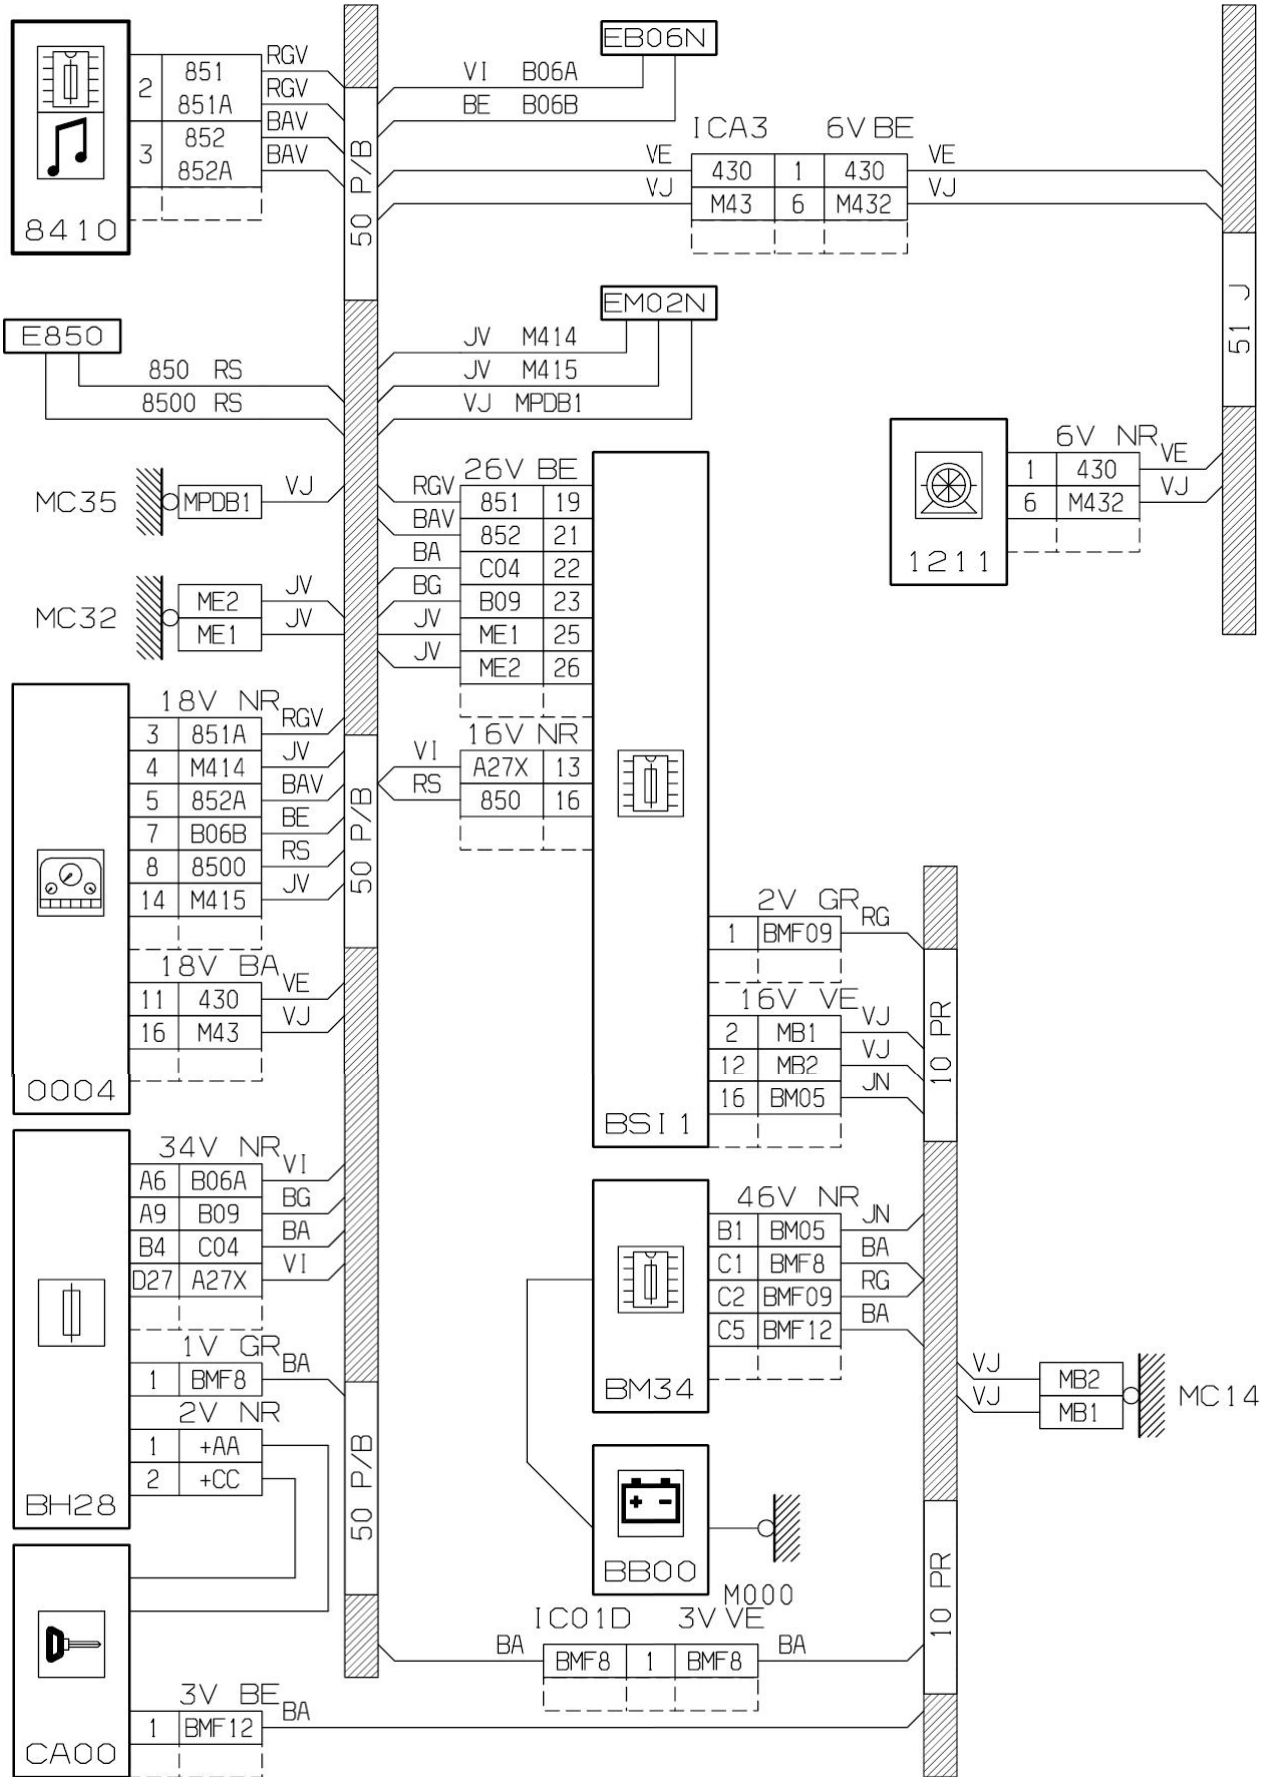 8410
2 851 RGV
851A RGV
3 852 BAV
852A BAV
50 P/B
EB06N
VI B06A
BE B06B
ICA3 6V BE
VE 430 1 430 VE
VJ M43 6 M432 VJ
51 J
E850
850 RS
8500 RS
EM02N
JV M414
JV M415
VJ MPDB1
MC35 MPDB1 VJ
MC32
ME2 JV
ME1 JV
26V BE
RGV 851 19
BAV 852 21
BA C04 22
BG B09 23
JV ME1 25
JV ME2 26
16V NR
VI A27X 13
RS 850 16
BSI1
6V NR
1 430 VE
6 M432 VJ
1211
18V NR
3 851A RGV
4 M414 JV
5 852A BAV
7 B06B BE
8 8500 RS
14 M415 JV
18V BA
11 430 VE
16 M43 VJ
0004
50 P/B
2V GR
1 BMF09 RG
16V VE
2 MB1 VJ
12 MB2 VJ
16 BM05 JN
10 PR
34V NR
A6 B06A VI
A9 B09 BG
B4 C04 BA
D27 A27X VI
1V GR
1 BMF8 BA
2V NR
1 +AA
2 +CC
BH28
50 P/B
46V NR
B1 BM05 JN
C1 BMF8 BA
C2 BMF09 RG
C5 BMF12 BA
BM34
VJ MB2
VJ MB1
MC14
+ -
BB00
M000
10 PR
IC01D 3V VE
BA BMF8 1 BMF8 BA
3V BE
1 BMF12 BA
CA00